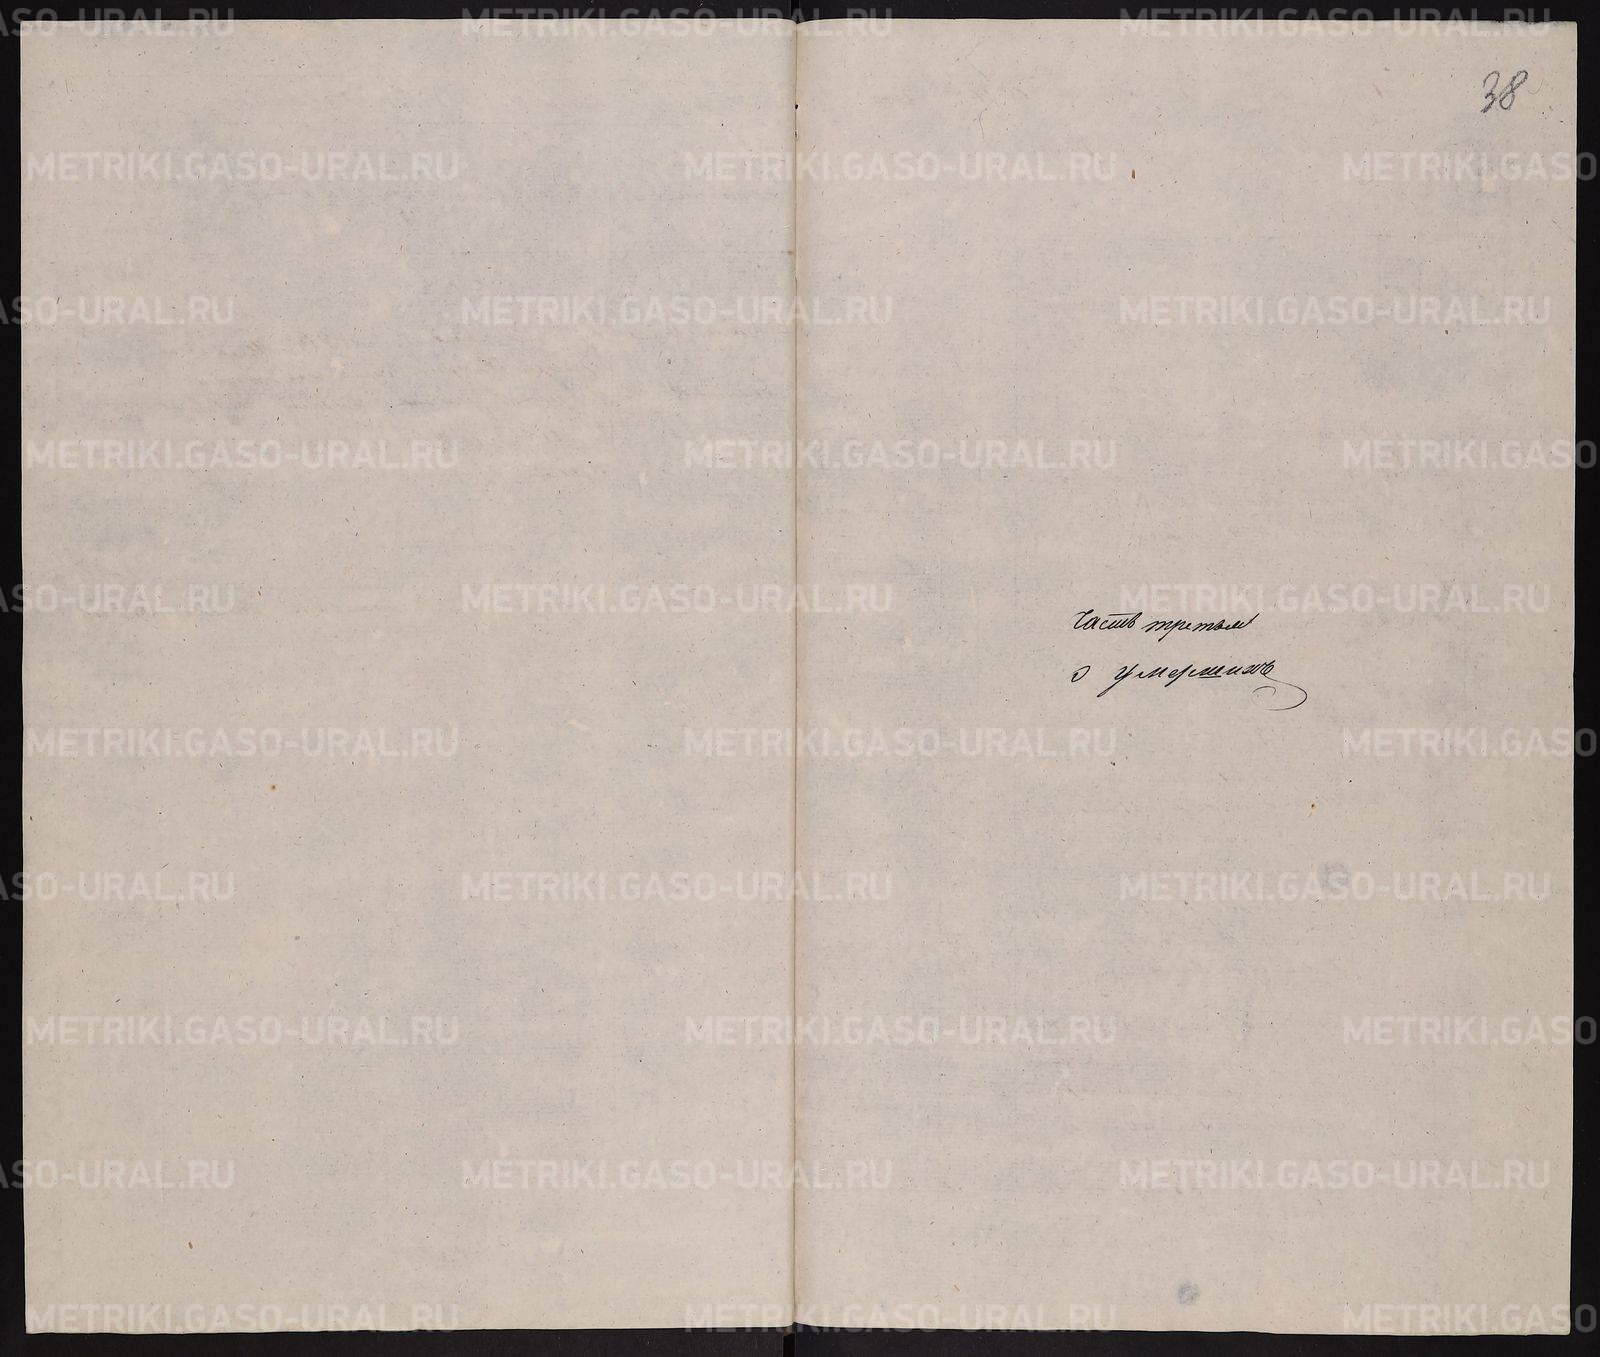 38
Часть третья
о умершихъ